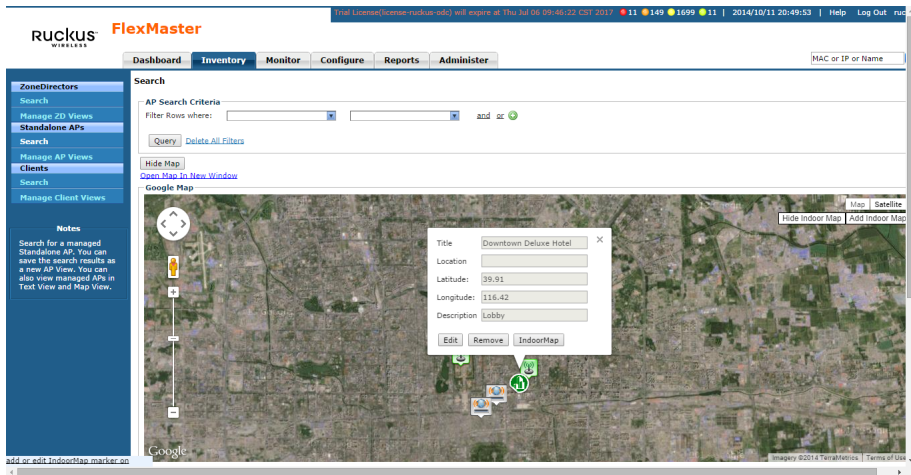 Trial License(license-ruckus-odc) will expire at Thu Jul 06 09:46:22 CST 2017 11 149 1699 11 | 2014/10/11 20:49:53 | Help Log Out ruc
Ruckus WIRELESS
FlexMaster
Dashboard Inventory Monitor Configure Reports Administer
MAC or IP or Name
ZoneDirectors
Search
Manage ZD Views
Standalone APs
Search
Manage AP Views
Clients
Search
Manage Client Views
Notes
Search for a managed
Standalone AP. You can
save the search results as
a new AP View. You can
also view managed APs in
Text View and Map View.
Search
AP Search Criteria
Filter Rows where: and or
Query Delete All Filters
Hide Map
Open Map In New Window
Google Map
Map Satellite
Hide Indoor Map Add Indoor Map
Title Downtown Deluxe Hotel
Location
Latitude: 39.91
Longitude: 116.42
Description Lobby
Edit Remove IndoorMap
Google
Imagery ©2014 TerraMetrics Terms of Use
add or edit IndoorMap marker on